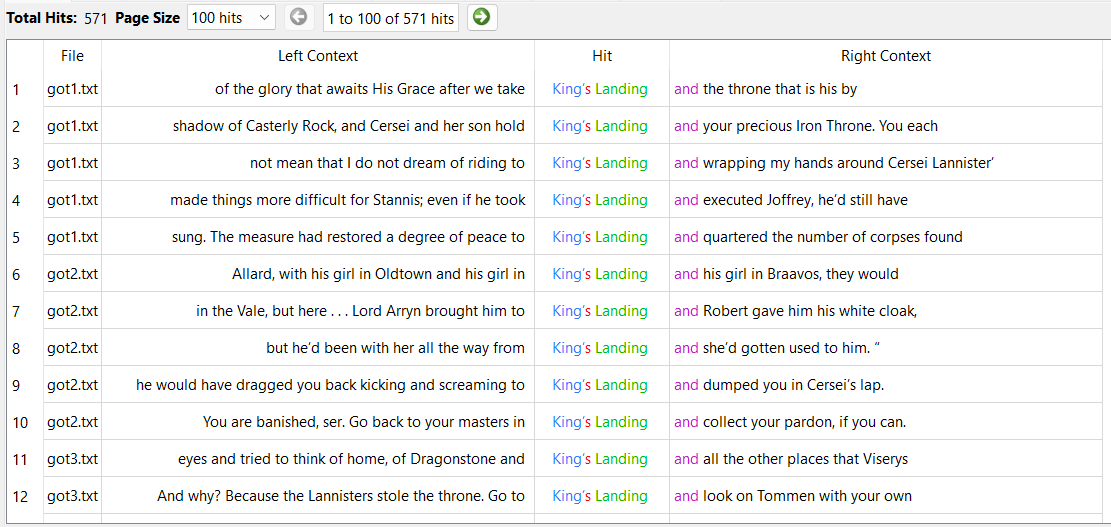 Total Hits: 571 Page Size 100 hits 1 to 100 of 571 hits
File Left Context Hit Right Context
1 got1.txt of the glory that awaits His Grace after we take King’s Landing and the throne that is his by
2 got1.txt shadow of Casterly Rock, and Cersei and her son hold King’s Landing and your precious Iron Throne. You each
3 got1.txt not mean that I do not dream of riding to King’s Landing and wrapping my hands around Cersei Lannister’
4 got1.txt made things more difficult for Stannis; even if he took King’s Landing and executed Joffrey, he’d still have
5 got1.txt sung. The measure had restored a degree of peace to King’s Landing and quartered the number of corpses found
6 got2.txt Allard, with his girl in Oldtown and his girl in King’s Landing and his girl in Braavos, they would
7 got2.txt in the Vale, but here . . . Lord Arryn brought him to King’s Landing and Robert gave him his white cloak,
8 got2.txt but he’d been with her all the way from King’s Landing and she’d gotten used to him. “
9 got2.txt he would have dragged you back kicking and screaming to King’s Landing and dumped you in Cersei’s lap.
10 got2.txt You are banished, ser. Go back to your masters in King’s Landing and collect your pardon, if you can.
11 got3.txt eyes and tried to think of home, of Dragonstone and King’s Landing and all the other places that Viserys
12 got3.txt And why? Because the Lannisters stole the throne. Go to King’s Landing and look on Tommen with your own